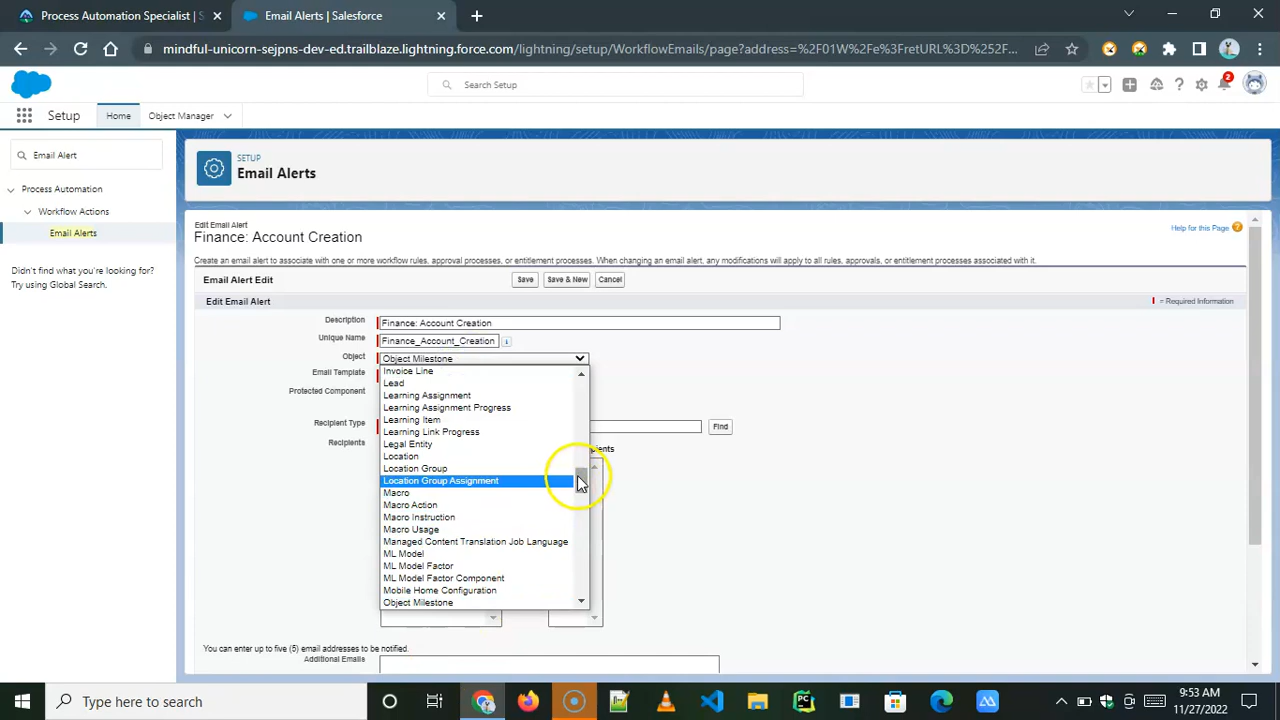 Process Automation Specialist | S
Email Alerts | Salesforce
mindful-unicorn-sejpns-dev-ed.trailblaze.lightning.force.com/lightning/setup/WorkflowEmails/page?address=%2F01W%2Fe%3FretURL%3D%252F...
Search Setup
2
Setup
Home
Object Manager
Email Alert
Process Automation
Workflow Actions
Email Alerts
Didn't find what you're looking for?
Try using Global Search.
SETUP
Email Alerts
Edit Email Alert
Finance: Account Creation
Help for this Page ?
Create an email alert to associate with one or more workflow rules, approval processes, or entitlement processes. When changing an email alert, any modifications will apply to all rules, approvals, or entitlement processes associated with it.
Email Alert Edit
Save
Save & New
Cancel
Edit Email Alert
= Required Information
Description
Finance: Account Creation
Unique Name
Finance_Account_Creation
i
Object
Object Milestone
Email Template
Protected Component
Recipient Type
Find
Recipients
Invoice Line
Lead
Learning Assignment
Learning Assignment Progress
Learning Item
Learning Link Progress
Legal Entity
Location
Location Group
Location Group Assignment
Macro
Macro Action
Macro Instruction
Macro Usage
Managed Content Translation Job Language
ML Model
ML Model Factor
ML Model Factor Component
Mobile Home Configuration
Object Milestone
You can enter up to five (5) email addresses to be notified.
Additional Emails
Type here to search
9:53 AM
11/27/2022